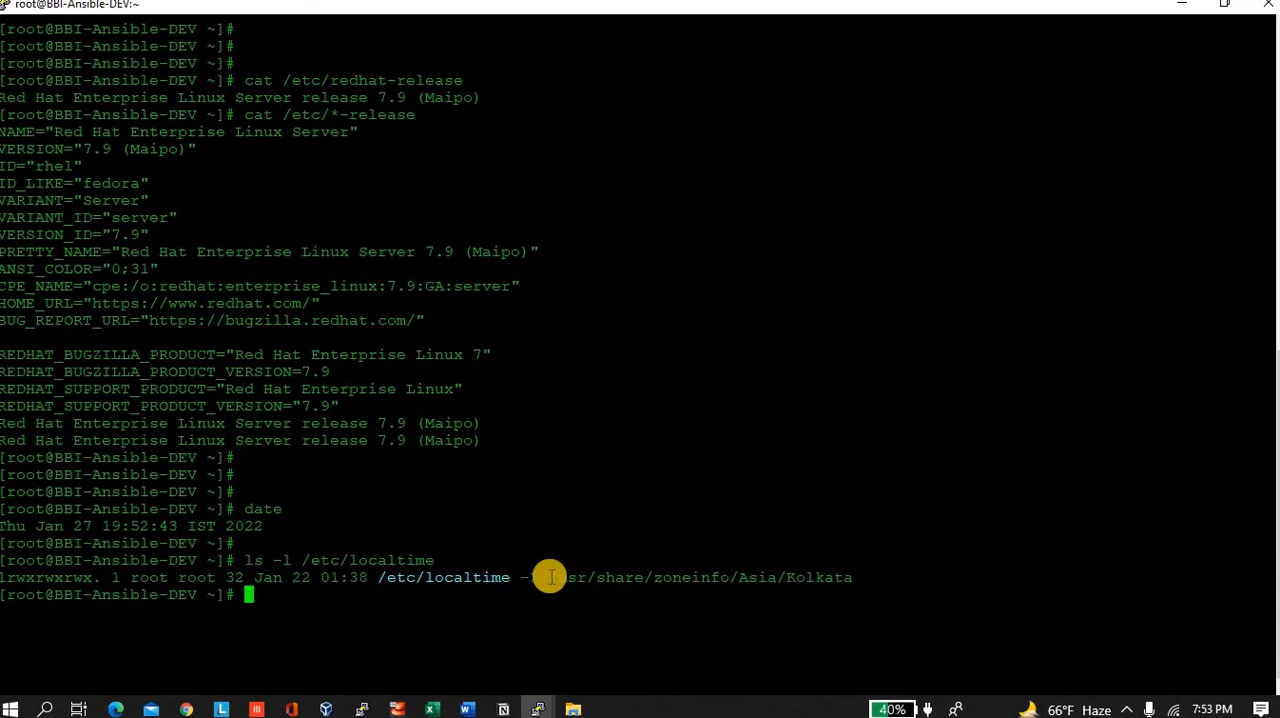 root@BBI-Ansible-DEV:~
[root@BBI-Ansible-DEV ~]#
[root@BBI-Ansible-DEV ~]#
[root@BBI-Ansible-DEV ~]#
[root@BBI-Ansible-DEV ~]# cat /etc/redhat-release
Red Hat Enterprise Linux Server release 7.9 (Maipo)
[root@BBI-Ansible-DEV ~]# cat /etc/*-release
NAME="Red Hat Enterprise Linux Server"
VERSION="7.9 (Maipo)"
ID="rhel"
ID_LIKE="fedora"
VARIANT="Server"
VARIANT_ID="server"
VERSION_ID="7.9"
PRETTY_NAME="Red Hat Enterprise Linux Server 7.9 (Maipo)"
ANSI_COLOR="0;31"
CPE_NAME="cpe:/o:redhat:enterprise_linux:7.9:GA:server"
HOME_URL="https://www.redhat.com/"
BUG_REPORT_URL="https://bugzilla.redhat.com/"
REDHAT_BUGZILLA_PRODUCT="Red Hat Enterprise Linux 7"
REDHAT_BUGZILLA_PRODUCT_VERSION=7.9
REDHAT_SUPPORT_PRODUCT="Red Hat Enterprise Linux"
REDHAT_SUPPORT_PRODUCT_VERSION="7.9"
Red Hat Enterprise Linux Server release 7.9 (Maipo)
Red Hat Enterprise Linux Server release 7.9 (Maipo)
[root@BBI-Ansible-DEV ~]#
[root@BBI-Ansible-DEV ~]#
[root@BBI-Ansible-DEV ~]#
[root@BBI-Ansible-DEV ~]# date
Thu Jan 27 19:52:43 IST 2022
[root@BBI-Ansible-DEV ~]#
[root@BBI-Ansible-DEV ~]# ls -l /etc/localtime
lrwxrwxrwx. 1 root root 32 Jan 22 01:38 /etc/localtime -> /usr/share/zoneinfo/Asia/Kolkata
[root@BBI-Ansible-DEV ~]#
40% 66°F Haze 7:53 PM